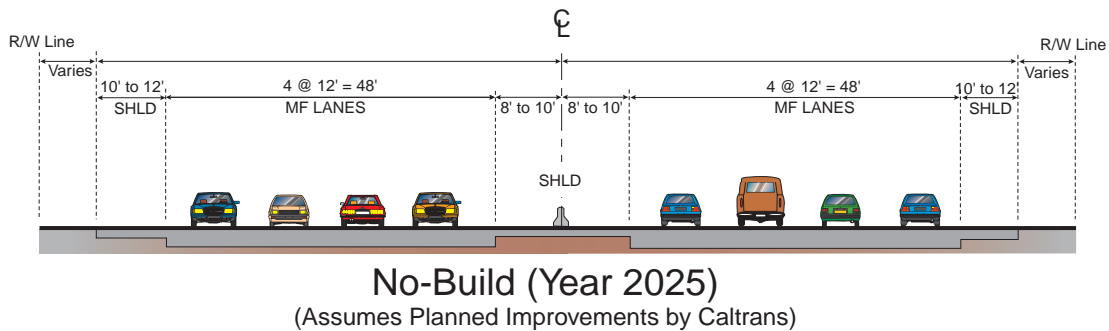 ℄
R/W Line
R/W Line
Varies
Varies
10' to 12'
4 @ 12' = 48'
4 @ 12' = 48'
10' to 12'
SHLD
MF LANES
8' to 10'
8' to 10'
MF LANES
SHLD
SHLD
No-Build (Year 2025)
(Assumes Planned Improvements by Caltrans)